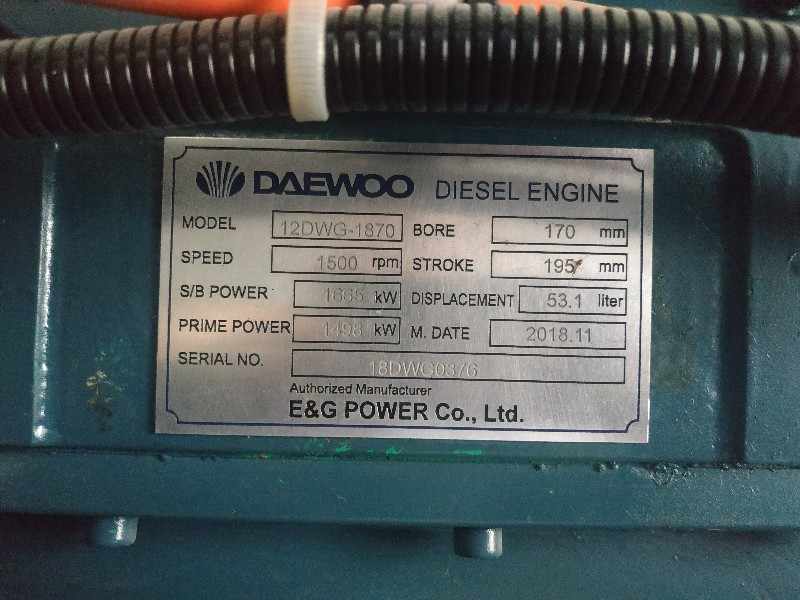 DAEWOO DIESEL ENGINE
MODEL 12DWG-1870 BORE 170 mm
SPEED 1500 rpm STROKE 195 mm
S/B POWER 1665 kW DISPLACEMENT 53.1 liter
PRIME POWER 1498 kW M. DATE 2018.11
SERIAL NO. 18DWG0376
Authorized Manufacturer
E&G POWER Co., Ltd.